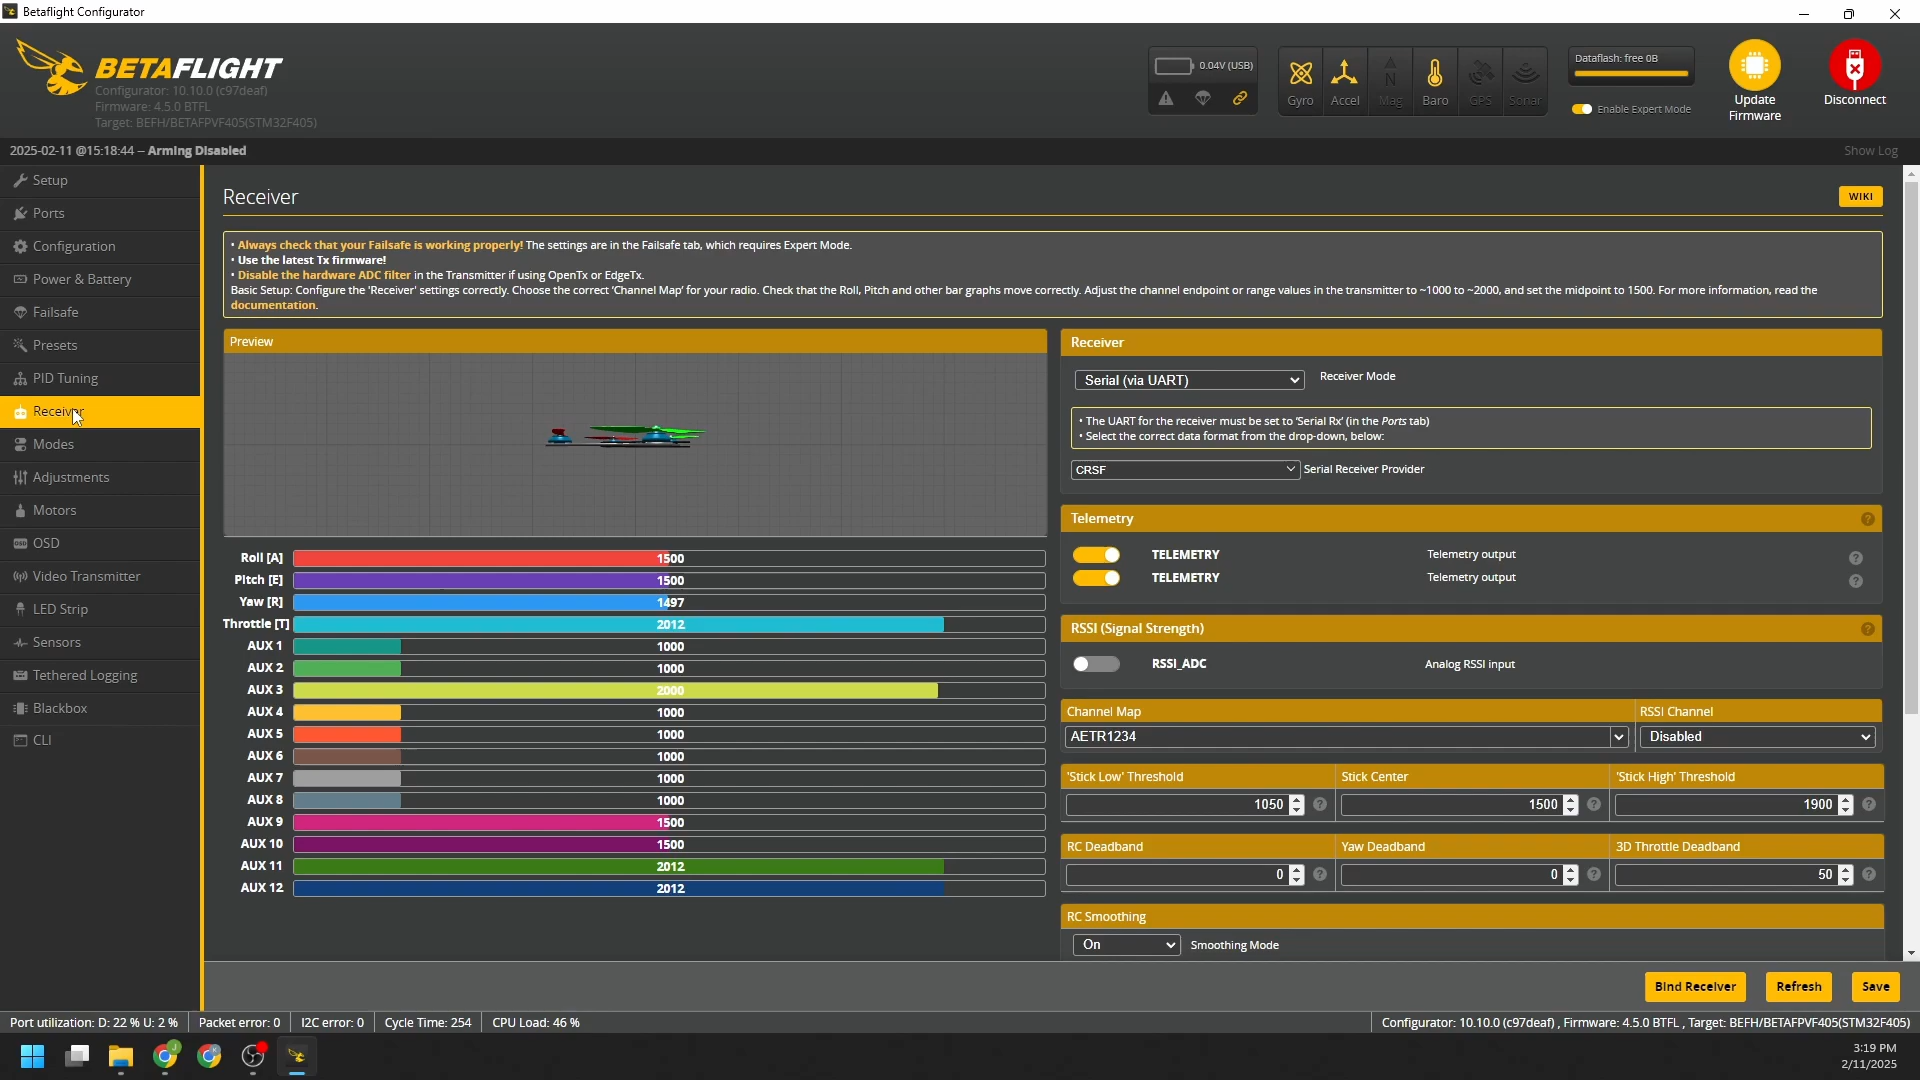 Betaflight Configurator
BETAFLIGHT
Configurator: 10.10.0 (c97deaf)
Firmware: 4.5.0 BTFL
Target: BEFH/BETAFPVF405(STM32F405)
0.04V (USB)
Gyro
Accel
Mag
Baro
GPS
Sonar
Dataflash: free 0B
Enable Expert Mode
Update
Firmware
Disconnect
2025-02-11 @15:18:44 – Arming Disabled
Show Log
Setup
Ports
Configuration
Power & Battery
Failsafe
Presets
PID Tuning
Receiver
Modes
Adjustments
Motors
OSD
Video Transmitter
LED Strip
Sensors
Tethered Logging
Blackbox
CLI
Receiver
WIKI
• Always check that your Failsafe is working properly! The settings are in the Failsafe tab, which requires Expert Mode.
• Use the latest Tx firmware!
• Disable the hardware ADC filter in the Transmitter if using OpenTx or EdgeTx.
Basic Setup: Configure the 'Receiver' settings correctly. Choose the correct 'Channel Map' for your radio. Check that the Roll, Pitch and other bar graphs move correctly. Adjust the channel endpoint or range values in the transmitter to ~1000 to ~2000, and set the midpoint to 1500. For more information, read the
documentation.
Preview
Roll [A] 1500
Pitch [E] 1500
Yaw [R] 1497
Throttle [T] 2012
AUX 1 1000
AUX 2 1000
AUX 3 2000
AUX 4 1000
AUX 5 1000
AUX 6 1000
AUX 7 1000
AUX 8 1000
AUX 9 1500
AUX 10 1500
AUX 11 2012
AUX 12 2012
Receiver
Serial (via UART) Receiver Mode
• The UART for the receiver must be set to 'Serial Rx' (in the Ports tab)
• Select the correct data format from the drop-down, below:
CRSF Serial Receiver Provider
Telemetry ?
TELEMETRY Telemetry output ?
TELEMETRY Telemetry output ?
RSSI (Signal Strength) ?
RSSI_ADC Analog RSSI input
Channel Map RSSI Channel
AETR1234 Disabled
'Stick Low' Threshold Stick Center 'Stick High' Threshold
1050 ? 1500 ? 1900 ?
RC Deadband Yaw Deadband 3D Throttle Deadband
0 ? 0 ? 50 ?
RC Smoothing
On Smoothing Mode
Bind Receiver Refresh Save
Port utilization: D: 22 % U: 2 % Packet error: 0 I2C error: 0 Cycle Time: 254 CPU Load: 46 % Configurator: 10.10.0 (c97deaf) , Firmware: 4.5.0 BTFL , Target: BEFH/BETAFPVF405(STM32F405)
3:19 PM
2/11/2025